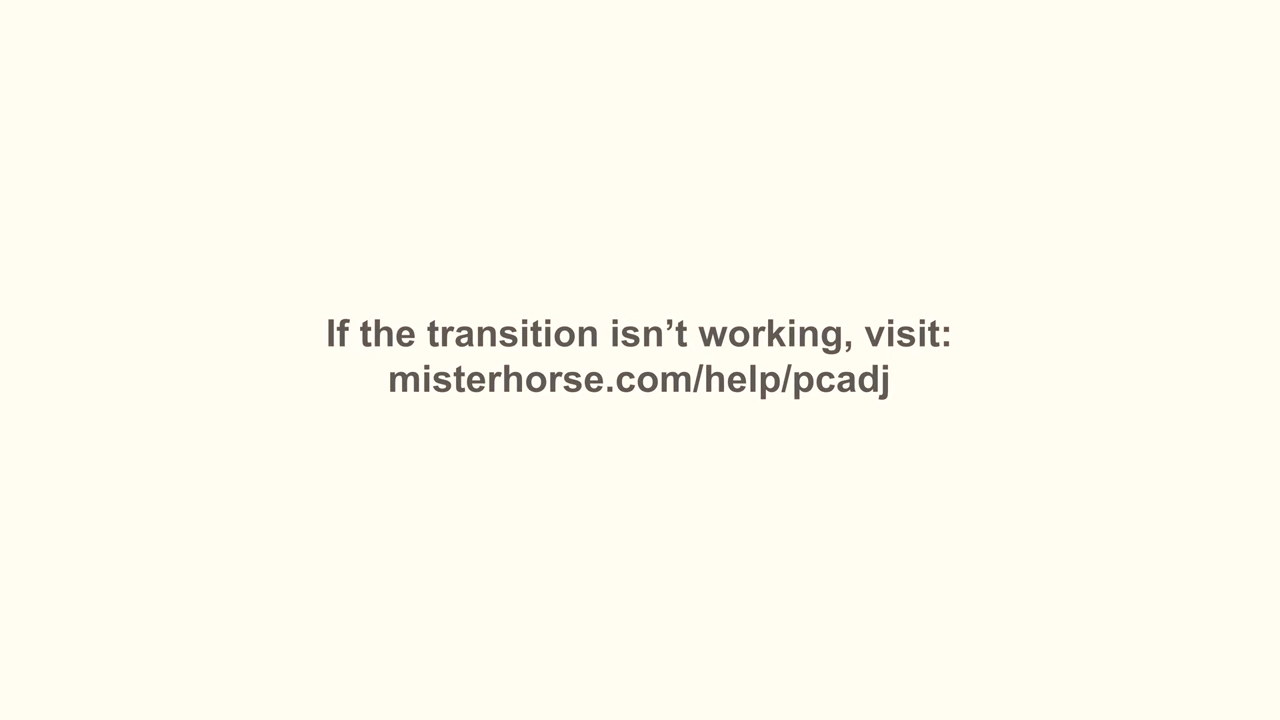 If the transition isn’t working, visit:
misterhorse.com/help/pcadj